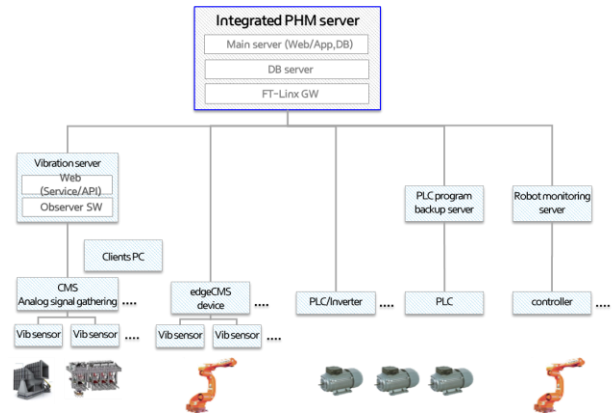 Integrated PHM server
Main server (Web/App,DB)
DB server
FT-Linx GW
Vibration server
Web
(Service/API)
Observer SW
PLC program
backup server
Robot monitoring
server
Clients PC
CMS
Analog signal gathering
....
edgeCMS
device
....
PLC/Inverter
....
PLC
....
controller
....
Vib sensor
Vib sensor
....
Vib sensor
Vib sensor
....